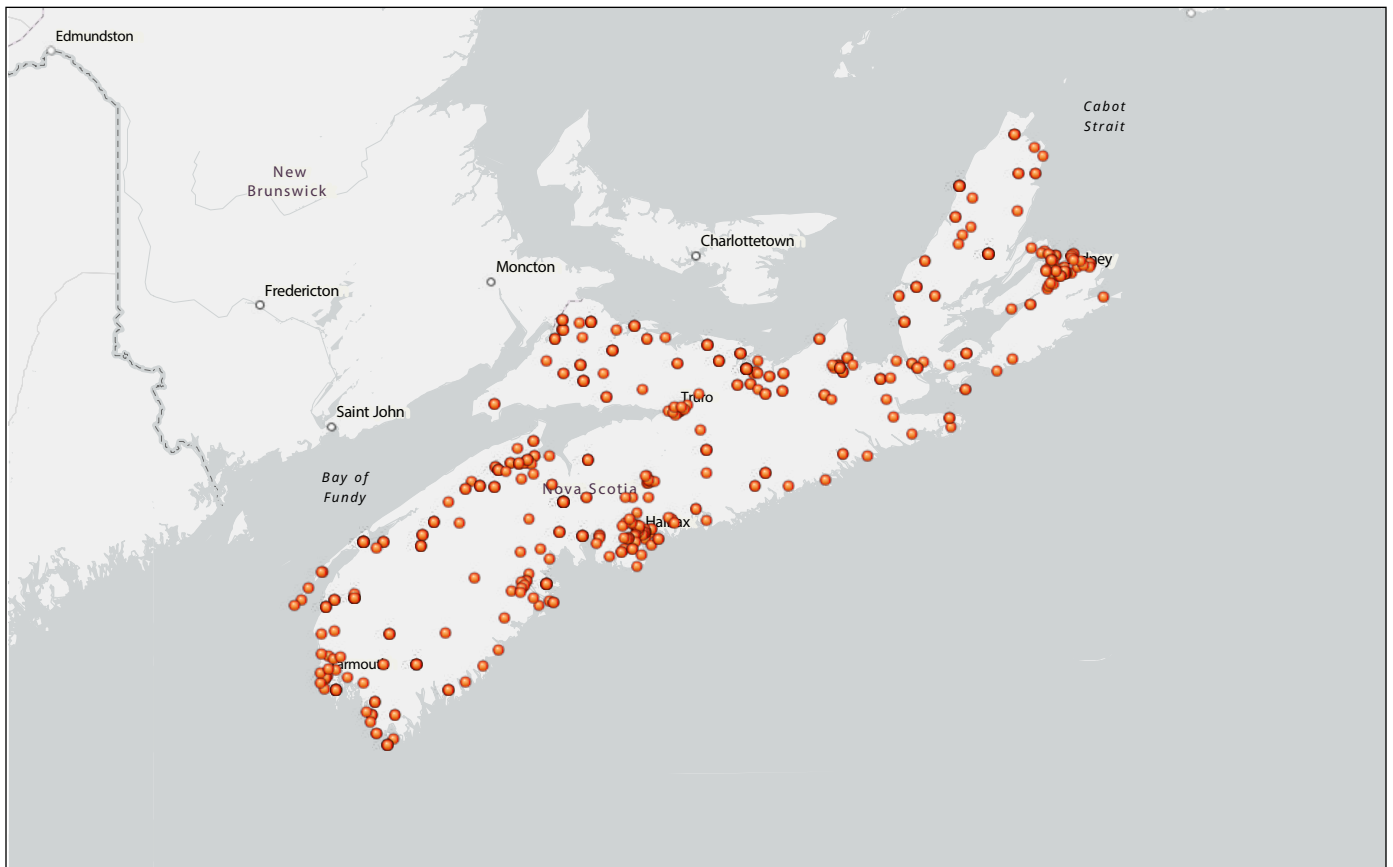 Edmundston
Cabot
Strait
New
Brunswick
Charlottetown
Moncton
Fredericton
Truro
Saint John
Bay of
Fundy
Nova Scotia